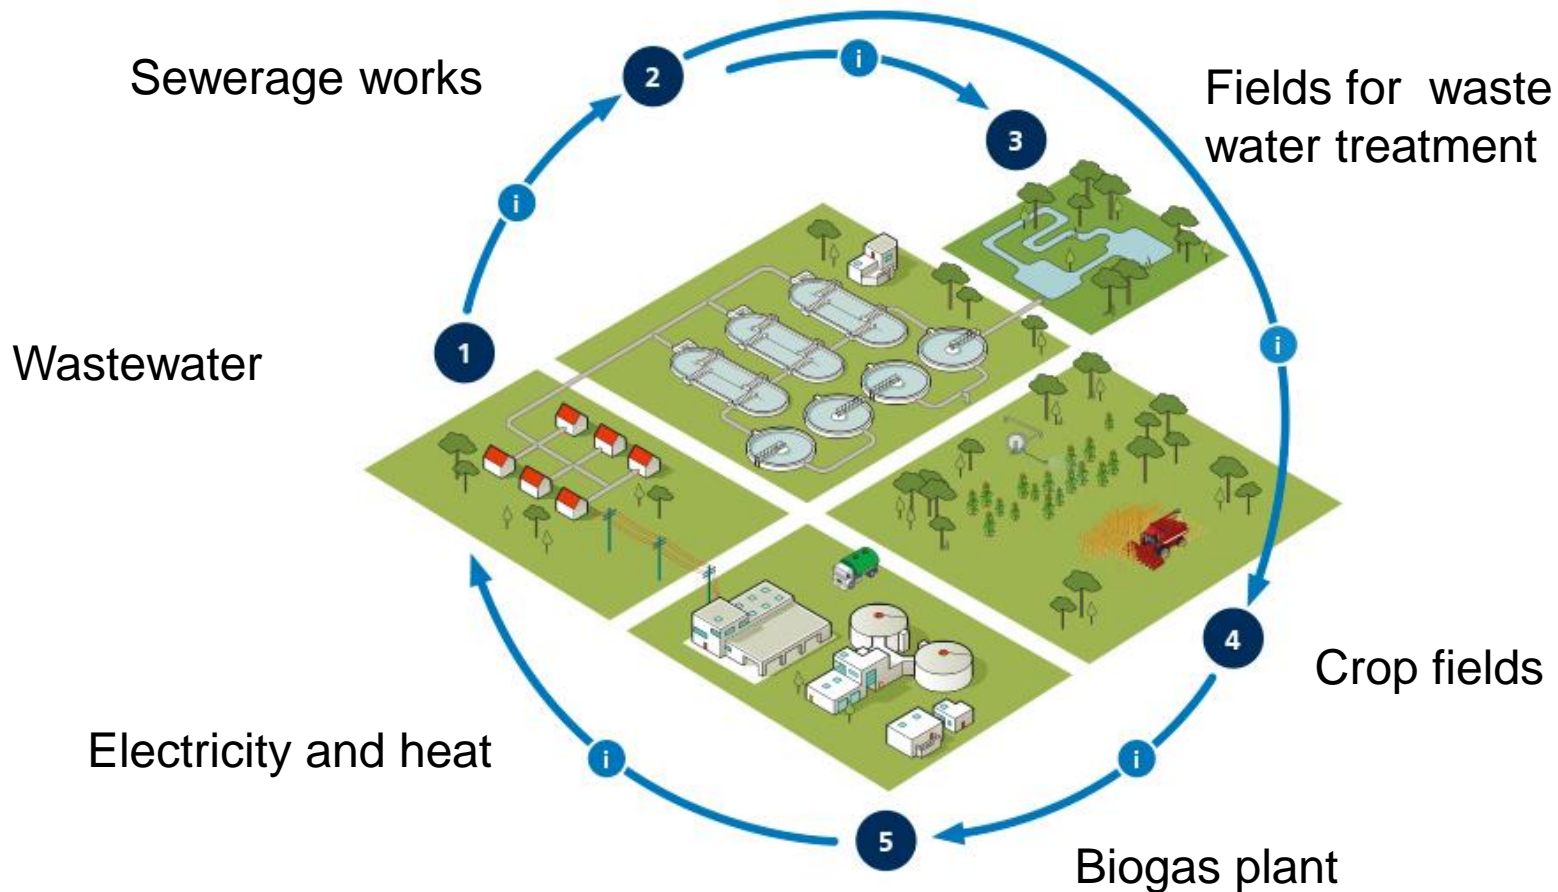 Sewerage works
2
i
3
Fields for  waste
water treatment
i
1
Wastewater
i
4
Crop fields
Electricity and heat
i
i
5
Biogas plant